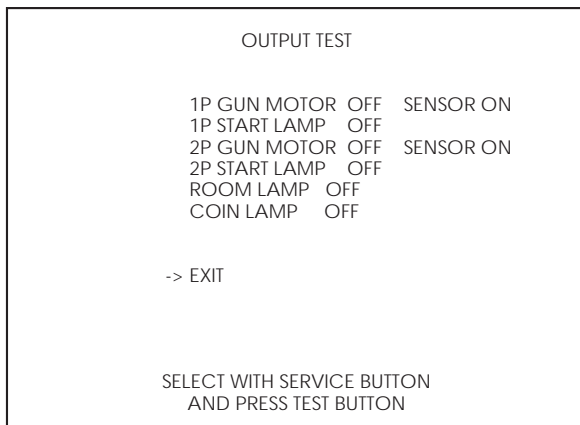 OUTPUT TEST
1P GUN MOTOR OFF SENSOR ON
1P START LAMP OFF
2P GUN MOTOR OFF SENSOR ON
2P START LAMP OFF
ROOM LAMP OFF
COIN LAMP OFF
-> EXIT
SELECT WITH SERVICE BUTTON
AND PRESS TEST BUTTON